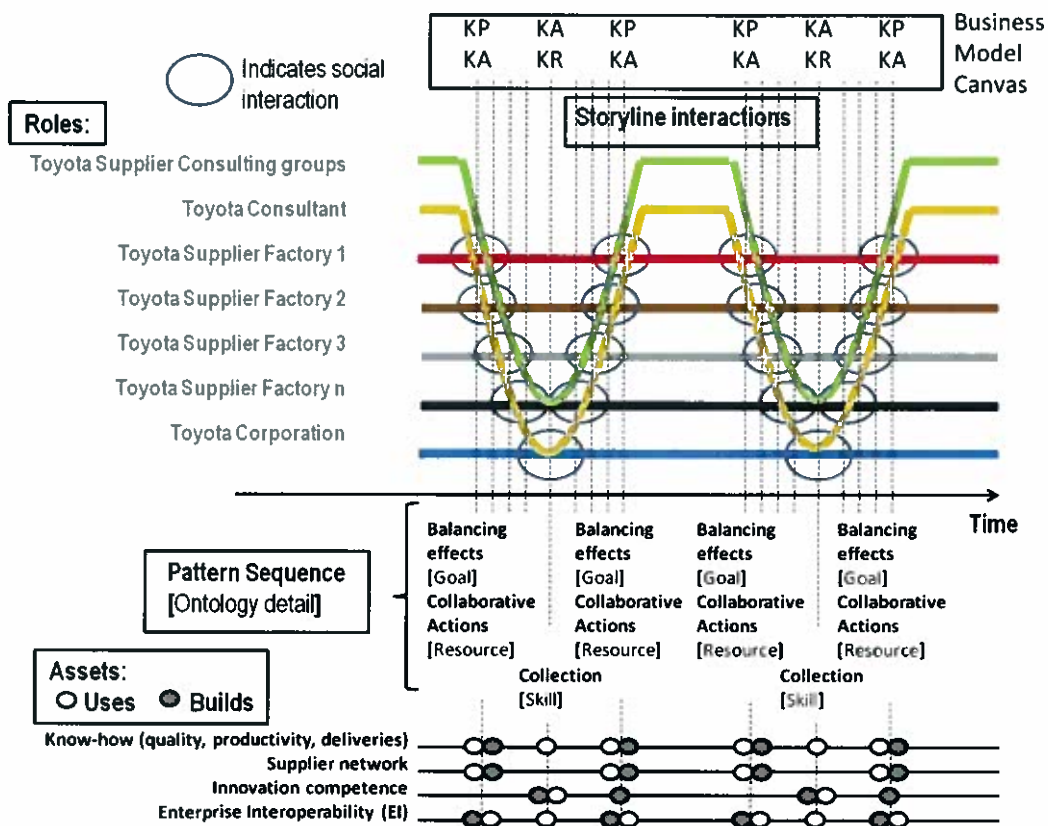 KP KA KP KP KA KP Business
KA KR KA KA KR KA Model
Canvas
Indicates social
interaction
Roles:
Storyline interactions
Toyota Supplier Consulting groups
Toyota Consultant
Toyota Supplier Factory 1
Toyota Supplier Factory 2
Toyota Supplier Factory 3
Toyota Supplier Factory n
Toyota Corporation
Time
Pattern Sequence
[Ontology detail]
Balancing
effects
[Goal]
Collaborative
Actions
[Resource]
Balancing
effects
[Goal]
Collaborative
Actions
[Resource]
Balancing
effects
[Goal]
Collaborative
Actions
[Resource]
Balancing
effects
[Goal]
Collaborative
Actions
[Resource]
Collection
[Skill]
Collection
[Skill]
Assets:
Uses Builds
Know-how (quality, productivity, deliveries)
Supplier network
Innovation competence
Enterprise Interoperability (EI)